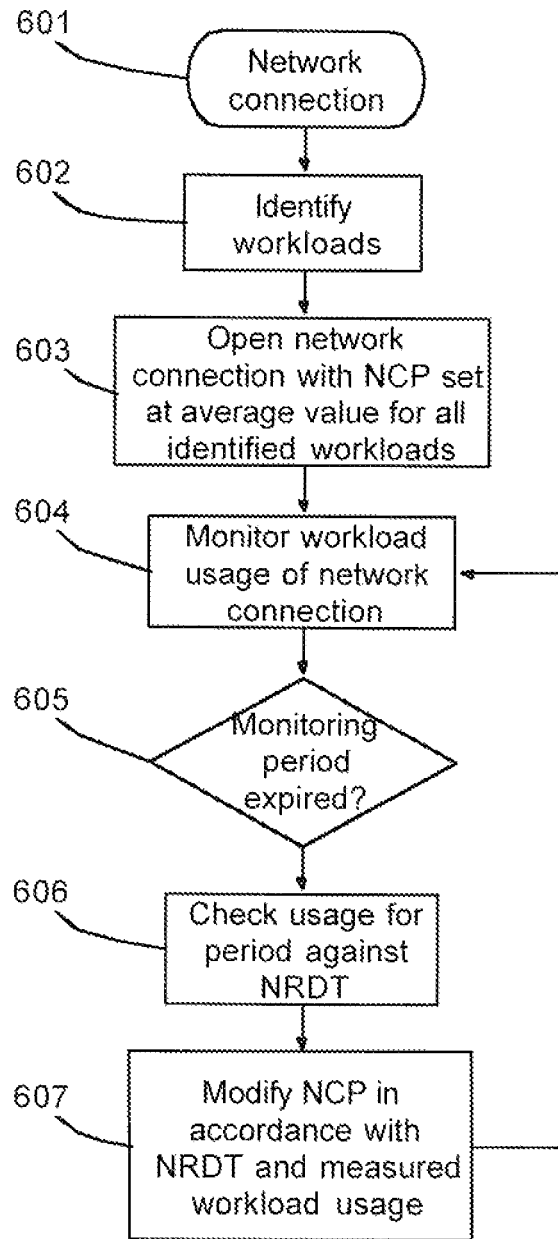 601
Network
connection
602
Identify
workloads
603
Open network
connection with NCP set
at average value for all
identified workloads
604
Monitor workload
usage of network
connection
605
Monitoring
period
expired?
606
Check usage for
period against
NRDT
607
Modify NCP in
accordance with
NRDT and measured
workload usage